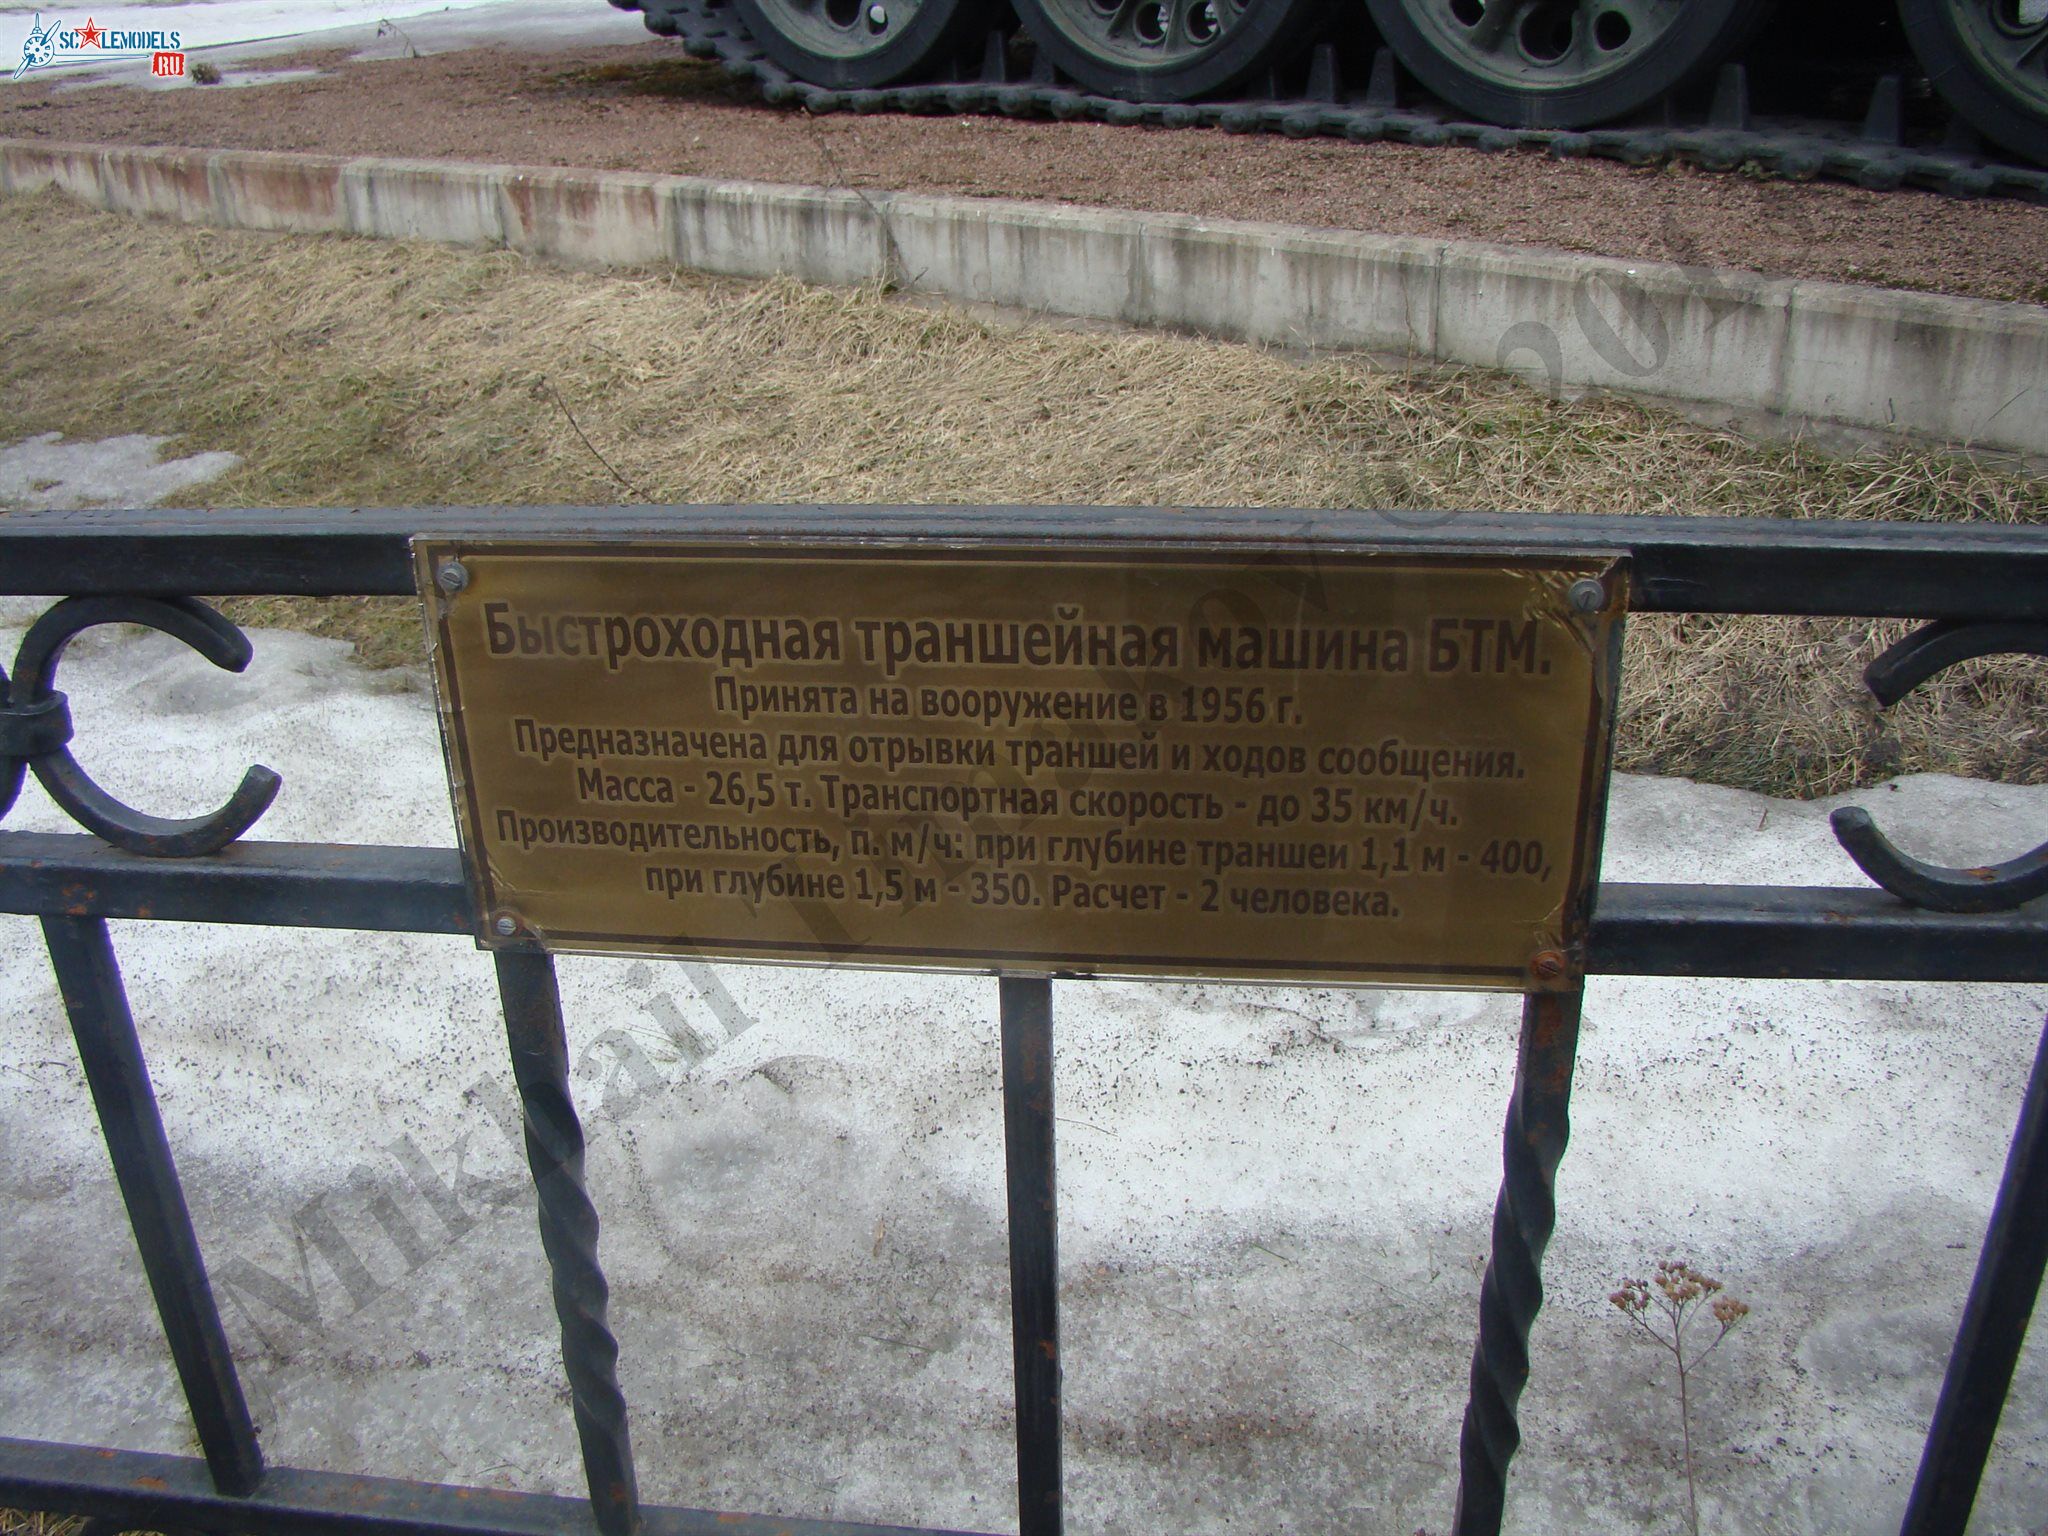 SCALEMODELS
.RU
Быстроходная траншейная машина БТМ.
Принята на вооружение в 1956 г.
Предназначена для отрывки траншей и ходов сообщения.
Масса - 26,5 т. Транспортная скорость - до 35 км/ч.
Производительность, п. м/ч: при глубине траншеи 1,1 м - 400,
при глубине 1,5 м - 350. Расчет - 2 человека.
Mikhail